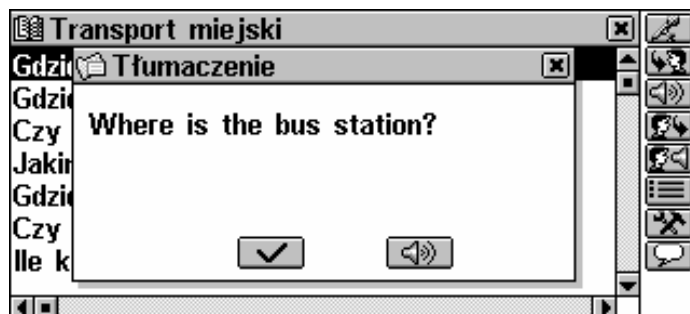 Transport miejski
Gdzi
Tłumaczenie
Gdzi
Where is the bus station?
Czy
Jakin
Gdzi
Czy
Ile k